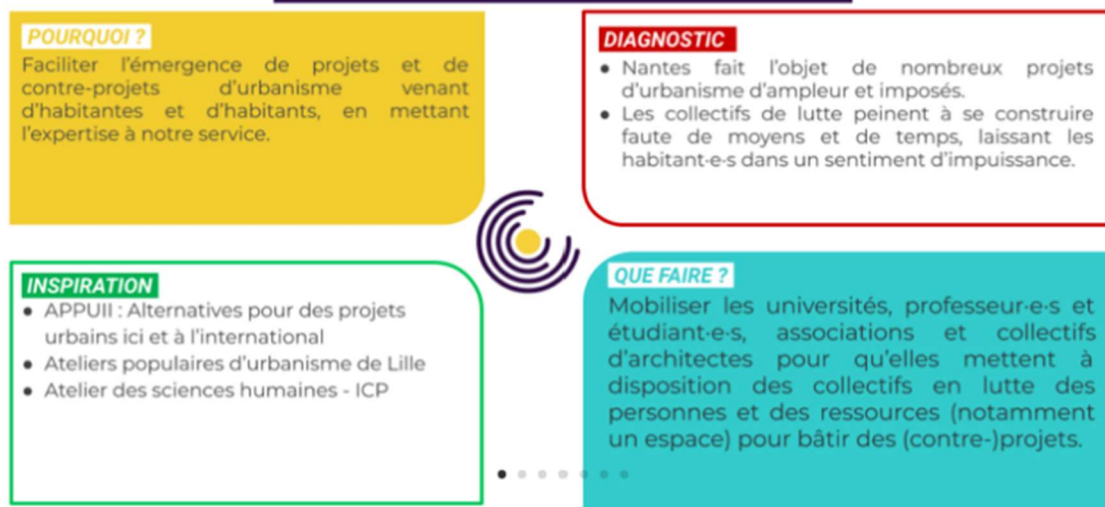 POURQUOI ?
Faciliter l'émergence de projets et de
contre-projets d'urbanisme venant
d'habitantes et d'habitants, en mettant
l'expertise à notre service.
DIAGNOSTIC
• Nantes fait l'objet de nombreux projets
d'urbanisme d'ampleur et imposés.
• Les collectifs de lutte peinent à se construire
faute de moyens et de temps, laissant les
habitant·e·s dans un sentiment d'impuissance.
INSPIRATION
• APPUII : Alternatives pour des projets
urbains ici et à l'international
• Ateliers populaires d'urbanisme de Lille
• Atelier des sciences humaines - ICP
QUE FAIRE ?
Mobiliser les universités, professeur·e·s et
étudiant·e·s, associations et collectifs
d'architectes pour qu'elles mettent à
disposition des collectifs en lutte des
personnes et des ressources (notamment
un espace) pour bâtir des (contre-)projets.